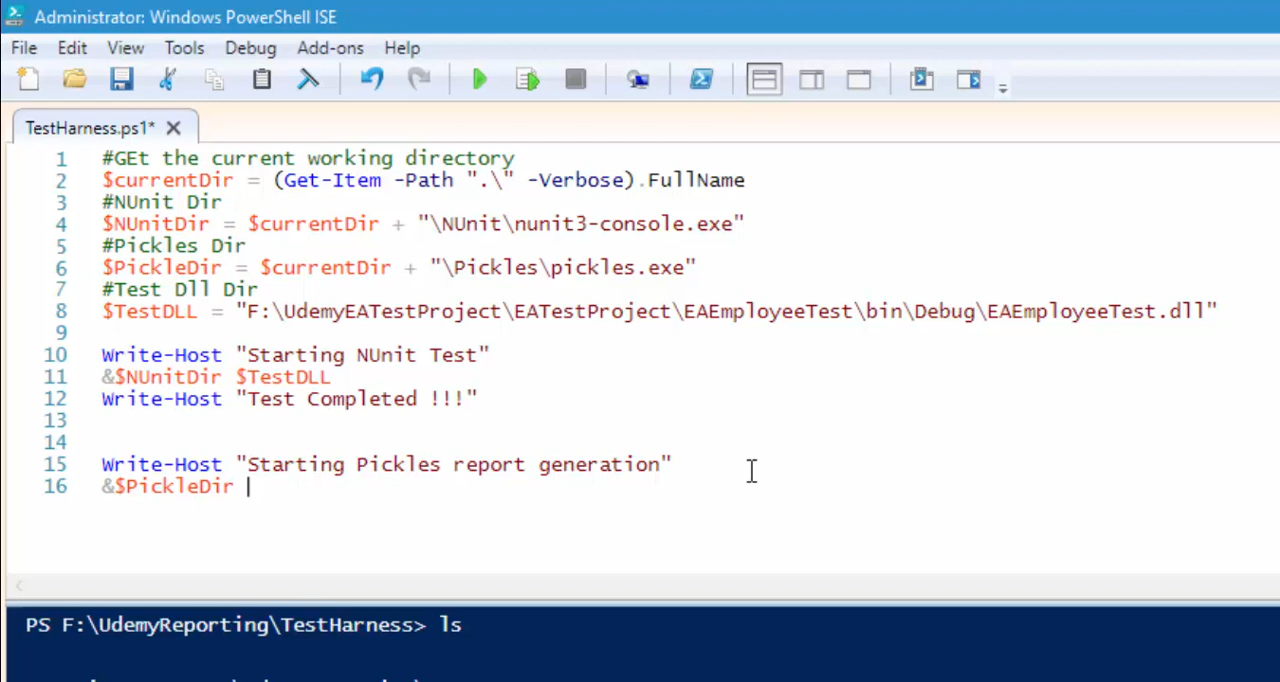 Administrator: Windows PowerShell ISE
File Edit View Tools Debug Add-ons Help
TestHarness.ps1* X
1 #GEt the current working directory
2 $currentDir = (Get-Item -Path ".\" -Verbose).FullName
3 #NUnit Dir
4 $NUnitDir = $currentDir + "\NUnit\nunit3-console.exe"
5 #Pickles Dir
6 $PickleDir = $currentDir + "\Pickles\pickles.exe"
7 #Test Dll Dir
8 $TestDLL = "F:\UdemyEATestProject\EATestProject\EAEmployeeTest\bin\Debug\EAEmployeeTest.dll"
9
10 Write-Host "Starting NUnit Test"
11 &$NUnitDir $TestDLL
12 Write-Host "Test Completed !!!"
13
14
15 Write-Host "Starting Pickles report generation"
16 &$PickleDir
PS F:\UdemyReporting\TestHarness> ls